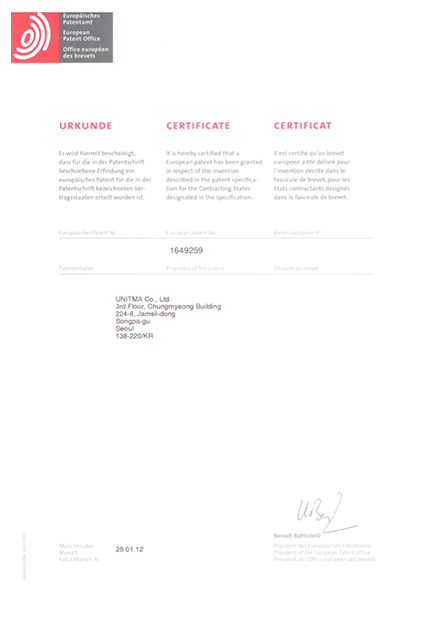 Europäisches
Patentamt
European
Patent Office
Office européen
des brevets
URKUNDE
Es wird hiermit bescheinigt,
dass für die in der Patentschrift
beschriebene Erfindung ein
europäisches Patent für die in der
Patentschrift bezeichneten Ver-
tragsstaaten erteilt worden ist.
CERTIFICATE
It is hereby certified that a
European patent has been granted
in respect of the invention
described in the patent specifica-
tion for the Contracting States
designated in the specification.
CERTIFICAT
Il est certifié qu'un brevet
européen a été délivré pour
l'invention décrite dans le
fascicule de brevet, pour les
Etats contractants désignés
dans le fascicule de brevet.
Europäisches Patent Nr.
European patent No.
Brevet européen n°
1649259
Patentinhaber
Proprietor of the patent
Titulaire du brevet
UNITMA Co., Ltd.
3rd Floor, Chungmyeong Building
224-8, Jamsil-dong
Songpa-gu
Seoul
138-220/KR
Benoît Battistelli
Präsident des Europäischen Patentamts
President of the European Patent Office
Président de l'Office européen des brevets
München, den
Munich,
Fait à Munich, le
25.01.12